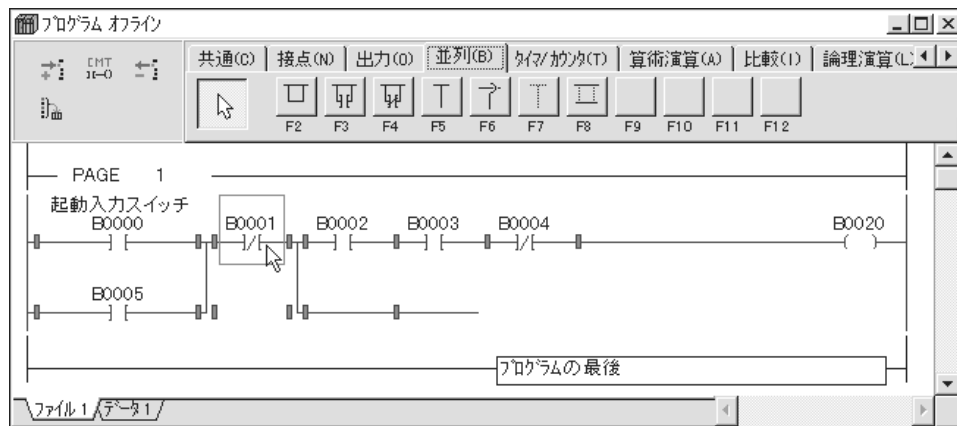 プログラム オフライン
CMT
共通(C) 接点(N) 出力(O) 並列(B) タイマ/カウンタ(T) 算術演算(A) 比較(I) 論理演算(L)
F2 F3 F4 F5 F6 F7 F8 F9 F10 F11 F12
PAGE 1
起動入力スイッチ
B0000 B0001 B0002 B0003 B0004 B0020
B0005
プログラムの最後
ファイル 1 データ 1